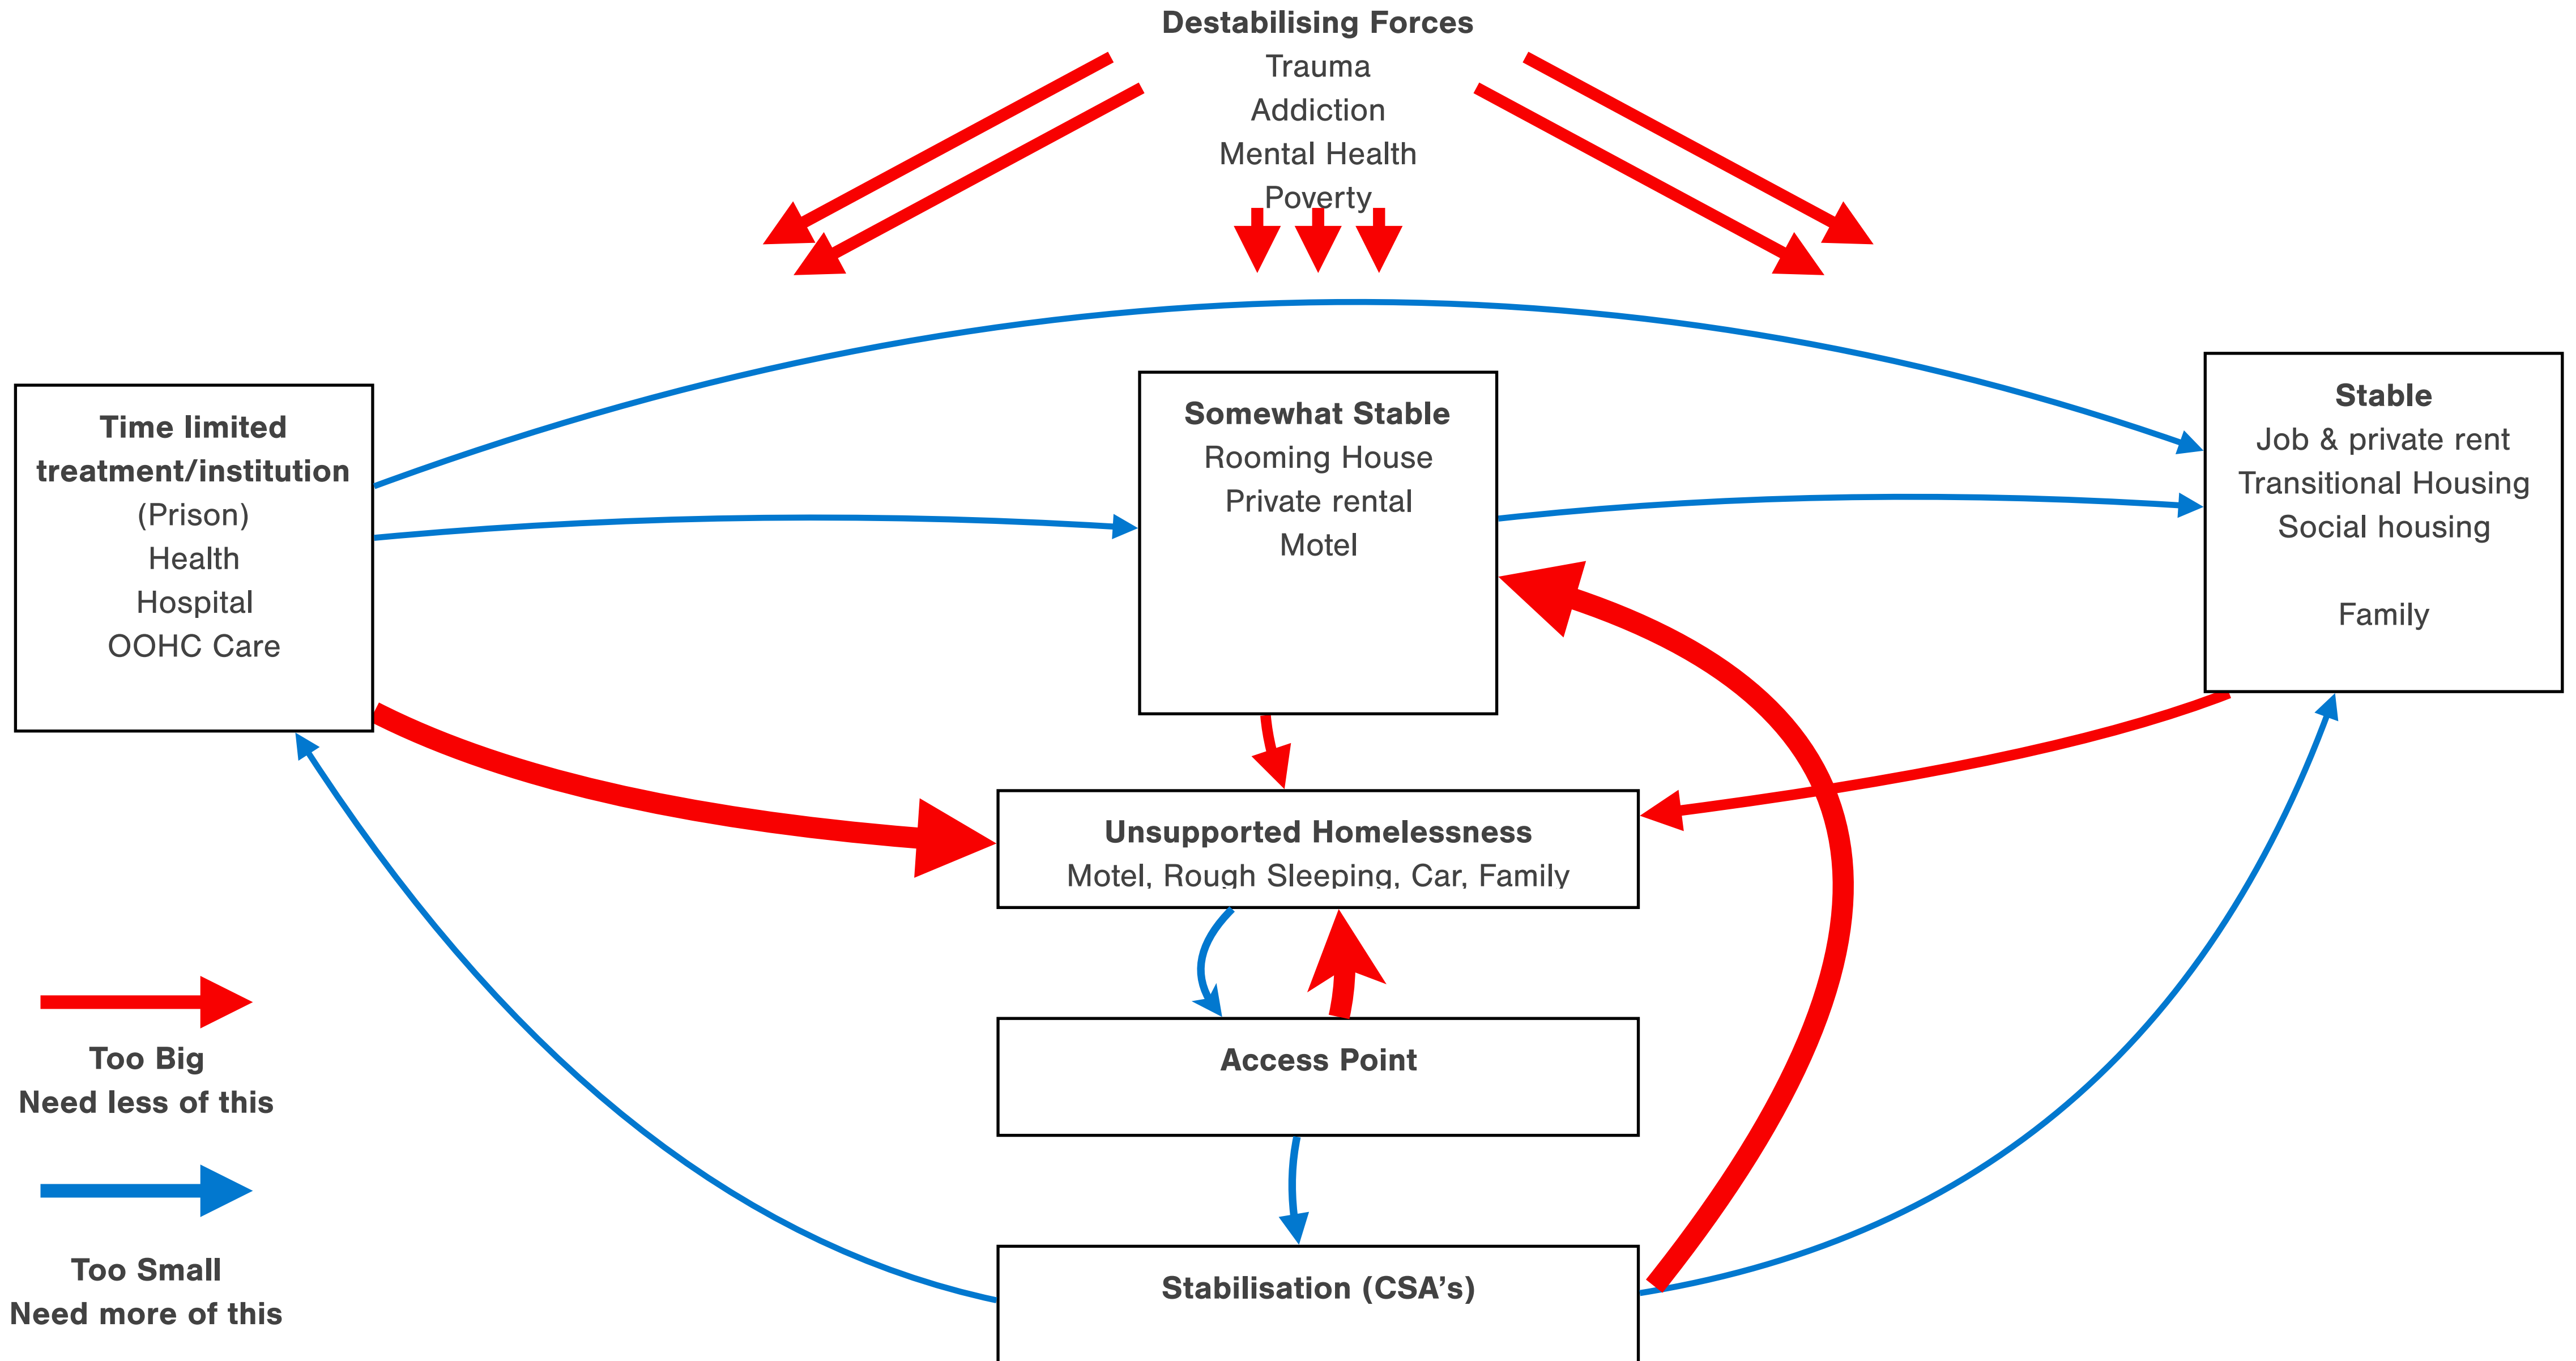 Destabilising Forces
Trauma
Addiction
Mental Health
Poverty
Time limited
treatment/institution
(Prison)
Health
Hospital
OOHC Care
Somewhat Stable
Rooming House
Private rental
Motel
Stable
Job & private rent
Transitional Housing
Social housing
Family
Unsupported Homelessness
Motel, Rough Sleeping, Car, Family
Access Point
Stabilisation (CSA’s)
Too Big
Need less of this
Too Small
Need more of this